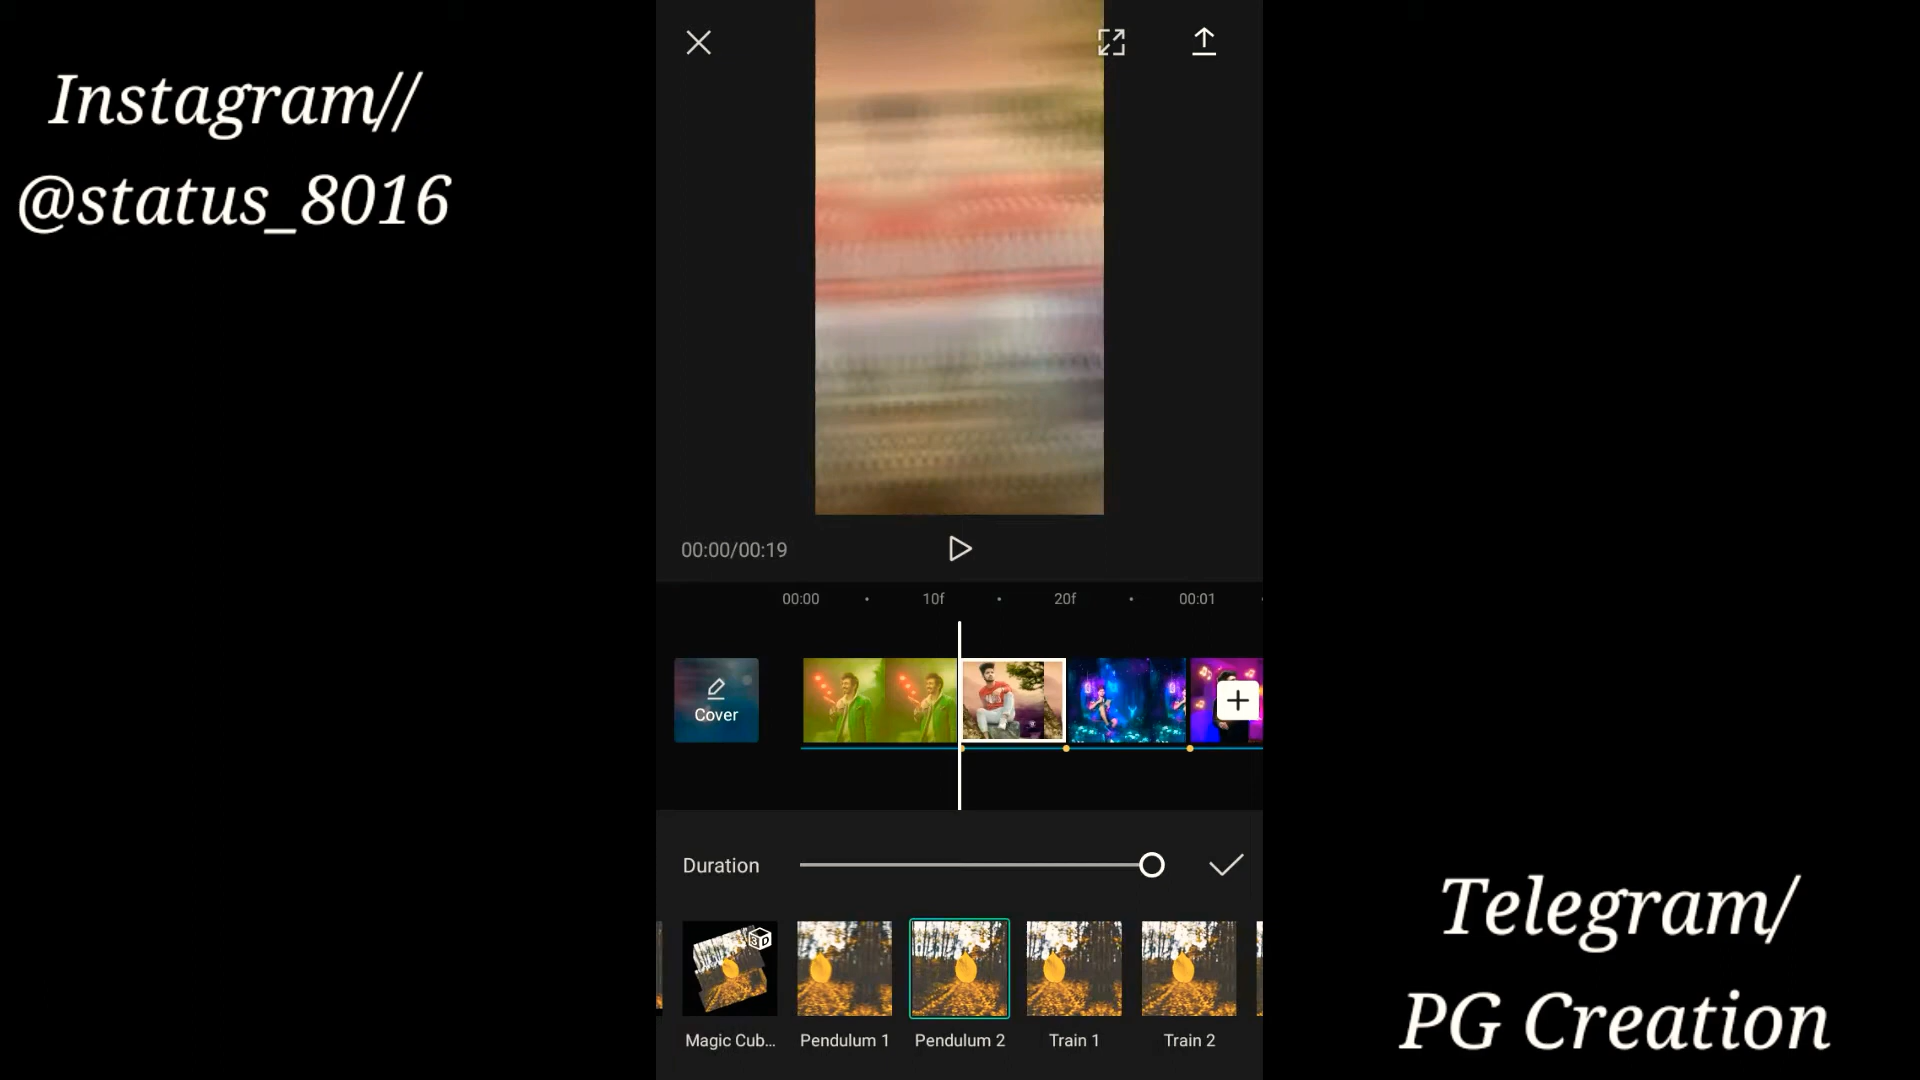 Instagram//
@status_8016
00:00/00:19
00:00
10f
20f
00:01
Cover
Duration
3D
Magic Cub...
Pendulum 1
Pendulum 2
Train 1
Train 2
Telegram/
PG Creation